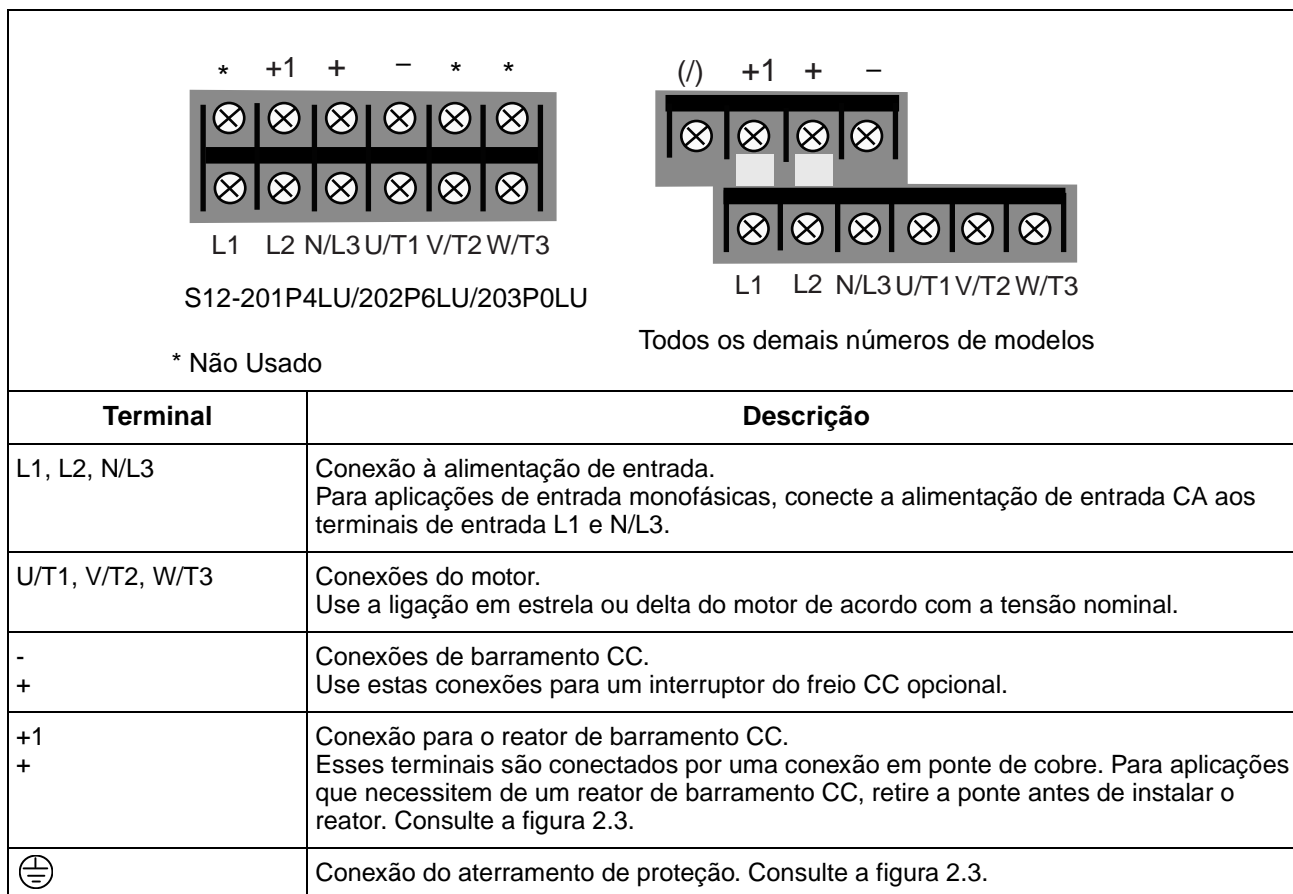 * +1 + − * *
L1 L2 N/L3 U/T1 V/T2 W/T3
S12-201P4LU/202P6LU/203P0LU
* Não Usado
(/) +1 + −
L1 L2 N/L3 U/T1 V/T2 W/T3
Todos os demais números de modelos
Terminal Descrição
L1, L2, N/L3
Conexão à alimentação de entrada.
Para aplicações de entrada monofásicas, conecte a alimentação de entrada CA aos
terminais de entrada L1 e N/L3.
U/T1, V/T2, W/T3
Conexões do motor.
Use a ligação em estrela ou delta do motor de acordo com a tensão nominal.
-
+
Conexões de barramento CC.
Use estas conexões para um interruptor do freio CC opcional.
+1
+
Conexão para o reator de barramento CC.
Esses terminais são conectados por uma conexão em ponte de cobre. Para aplicações
que necessitem de um reator de barramento CC, retire a ponte antes de instalar o
reator. Consulte a figura 2.3.
Conexão do aterramento de proteção. Consulte a figura 2.3.